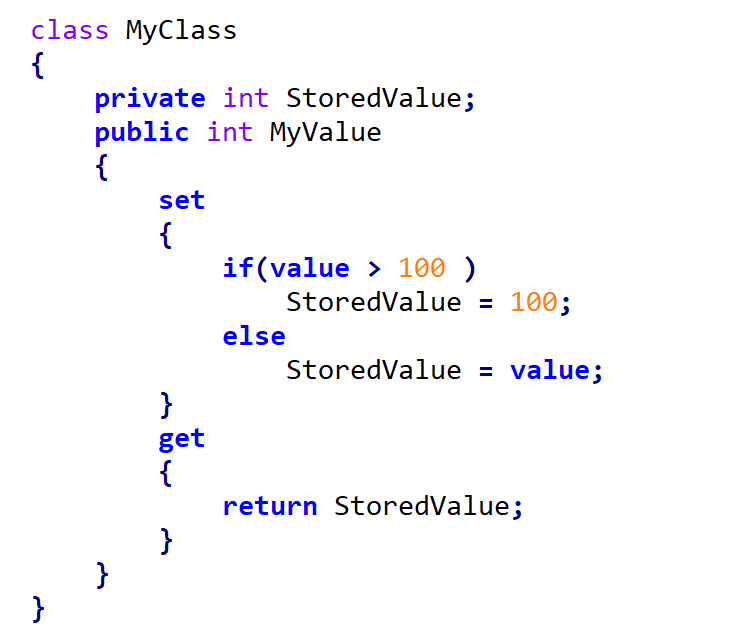 class MyClass
{
    private int StoredValue;
    public int MyValue
    {
        set
        {
            if(value > 100 )
                StoredValue = 100;
            else
                StoredValue = value;
        }
        get
        {
            return StoredValue;
        }
    }
}